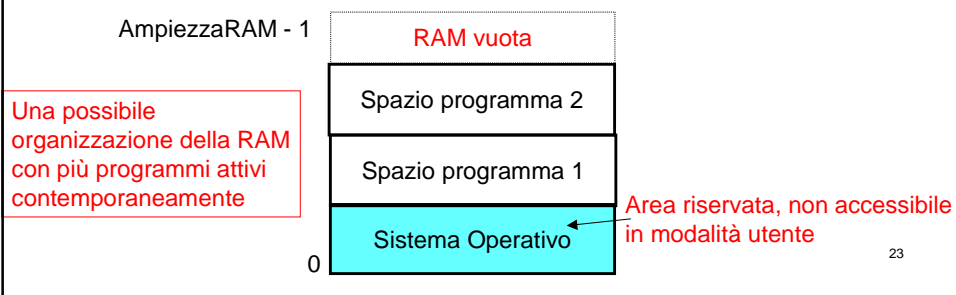 AmpiezzaRAM - 1
RAM vuota
Spazio programma 2
Una possibile
organizzazione della RAM
con più programmi attivi
contemporaneamente
Spazio programma 1
Area riservata, non accessibile
in modalità utente
Sistema Operativo
0
23